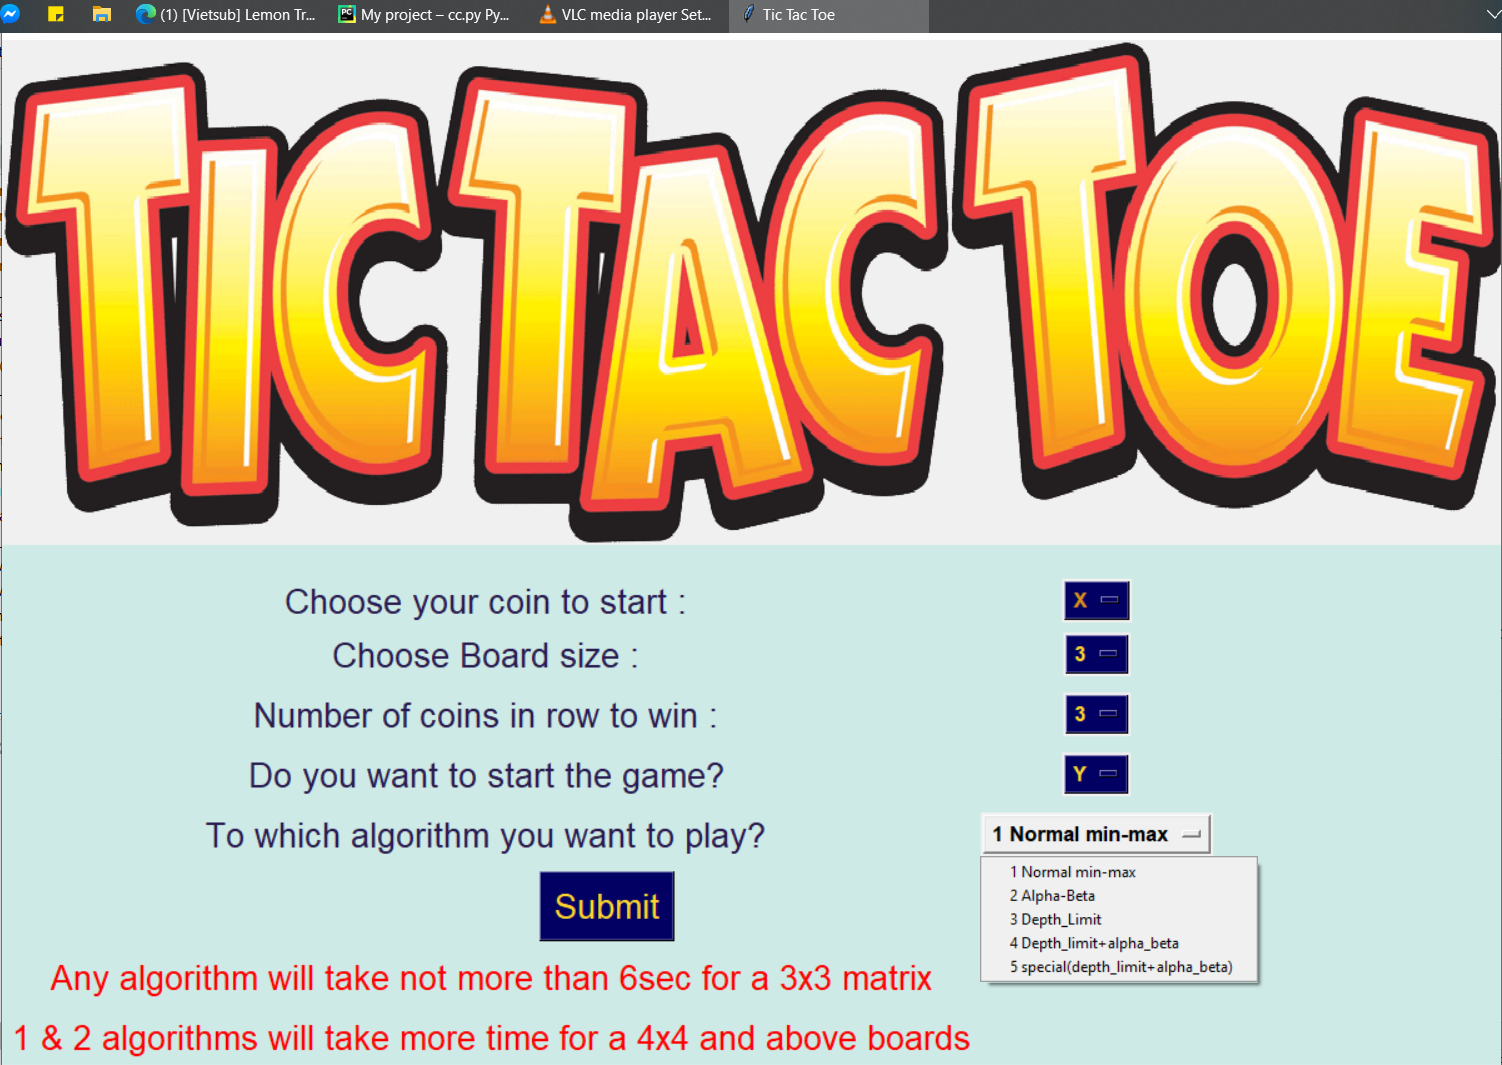 (1) [Vietsub] Lemon Tr...
My project – cc.py Py...
VLC media player Set...
Tic Tac Toe
TIC TAC TOE
Choose your coin to start :
X
Choose Board size :
3
Number of coins in row to win :
3
Do you want to start the game?
Y
To which algorithm you want to play?
1 Normal min-max
1 Normal min-max
2 Alpha-Beta
3 Depth_Limit
4 Depth_limit+alpha_beta
5 special(depth_limit+alpha_beta)
Submit
Any algorithm will take not more than 6sec for a 3x3 matrix
1 & 2 algorithms will take more time for a 4x4 and above boards